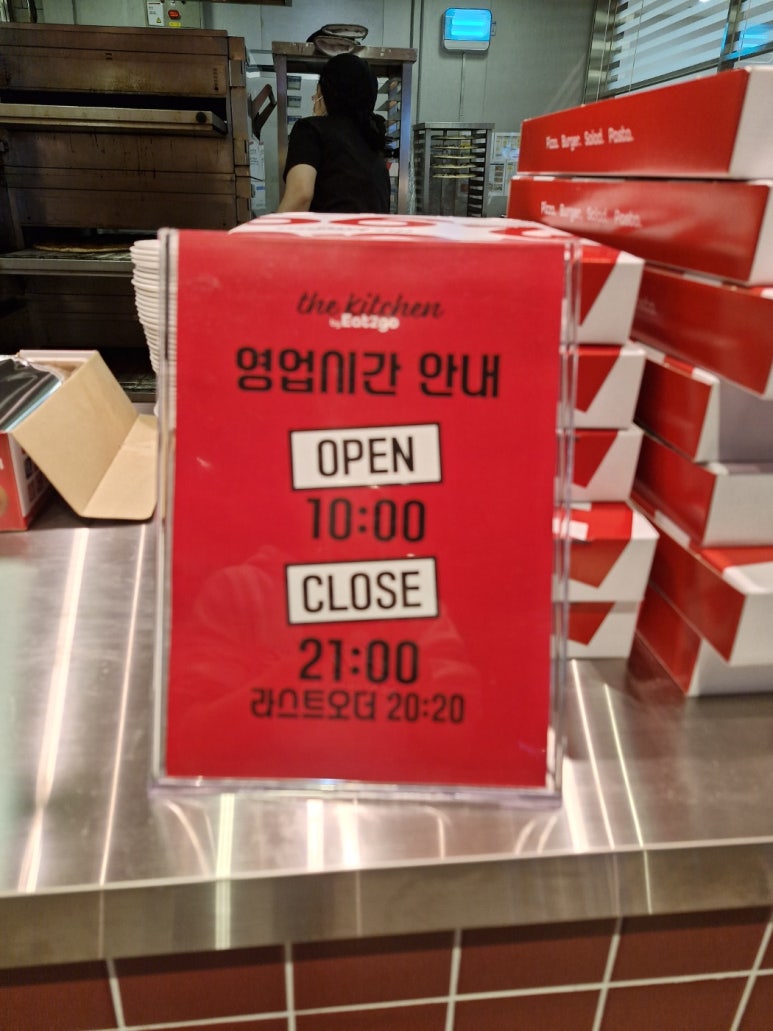 Pizza. Burger. Salad. Pasta.
Pizza. Burger. Salad. Pasta.
the kitchen
by Eat2go
영업시간 안내
OPEN
10:00
CLOSE
21:00
라스트오더 20:20